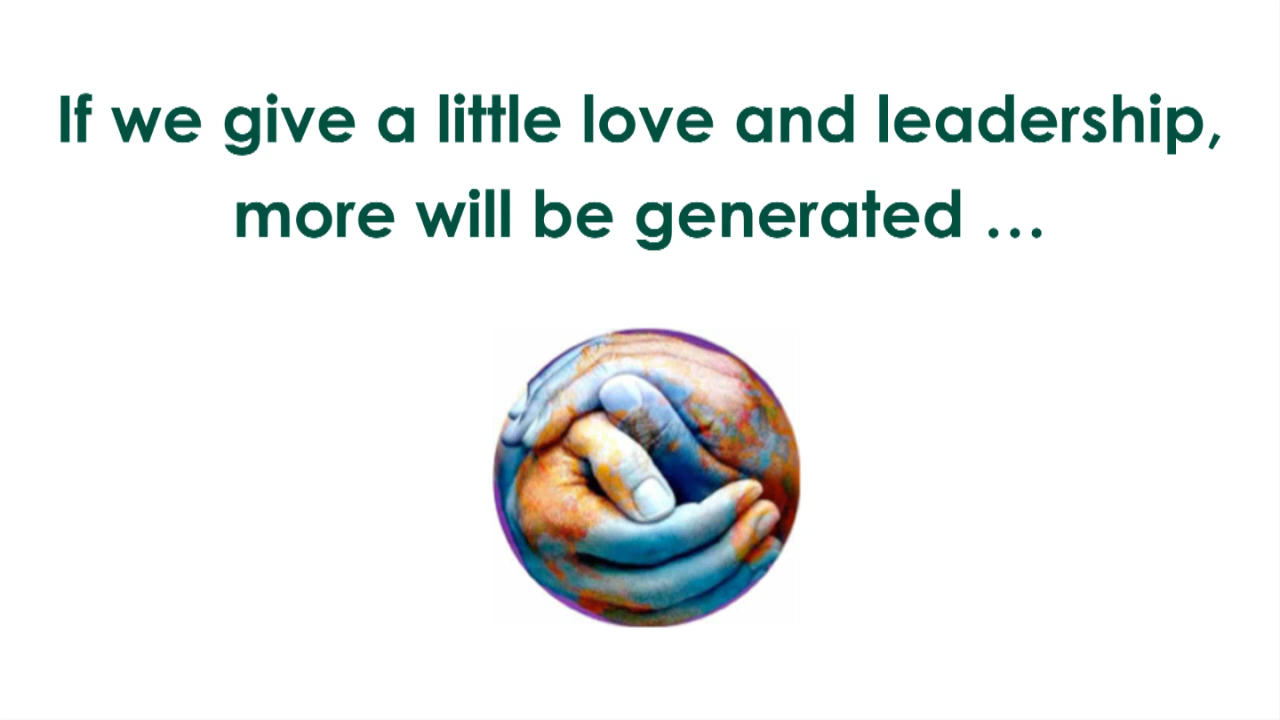 If we give a little love and leadership,
more will be generated …